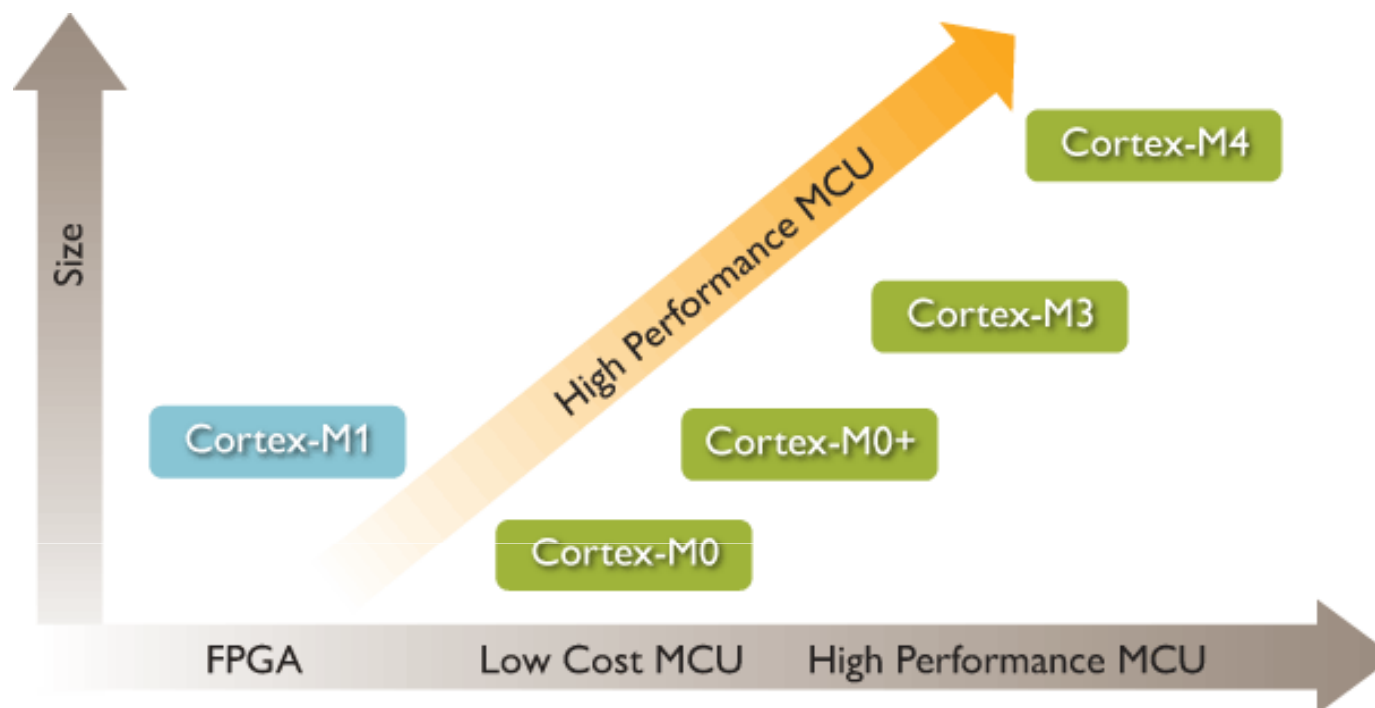 Size
High Performance MCU
Cortex-M4
Cortex-M3
Cortex-M1
Cortex-M0+
Cortex-M0
FPGA
Low Cost MCU
High Performance MCU